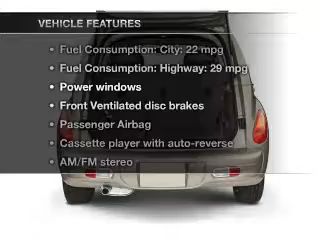 VEHICLE FEATURES
• Fuel Consumption: City: 22 mpg
• Fuel Consumption: Highway: 29 mpg
• Power windows
• Front Ventilated disc brakes
• Passenger Airbag
• Cassette player with auto-reverse
• AM/FM stereo